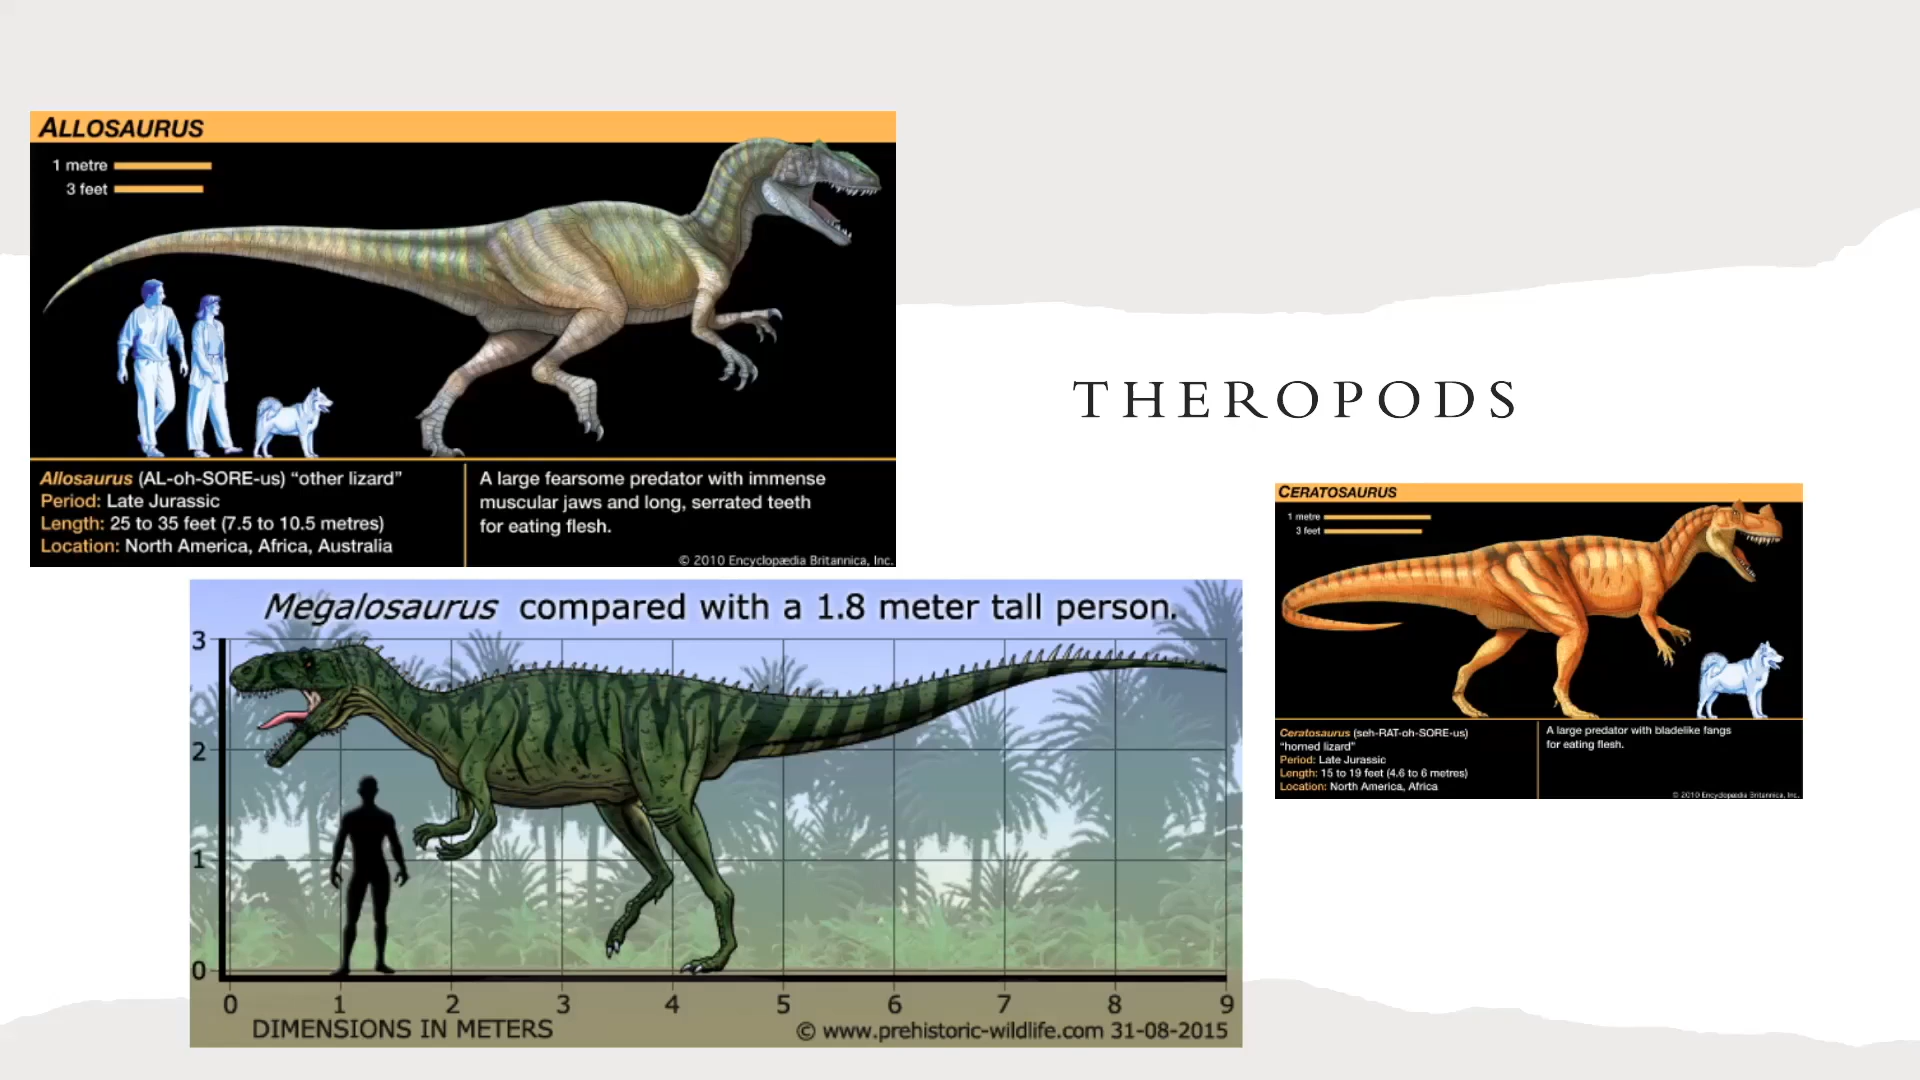 ALLOSAURUS
1 metre
3 feet
Allosaurus (AL-oh-SORE-us) “other lizard”
Period: Late Jurassic
Length: 25 to 35 feet (7.5 to 10.5 metres)
Location: North America, Africa, Australia
A large fearsome predator with immense
muscular jaws and long, serrated teeth
for eating flesh.
© 2010 Encyclopædia Britannica, Inc.
THEROPODS
CERATOSAURUS
1 metre
3 feet
Ceratosaurus (seh-RAT-oh-SORE-us)
“horned lizard”
Period: Late Jurassic
Length: 15 to 19 feet (4.6 to 6 metres)
Location: North America, Africa
A large predator with bladelike fangs
for eating flesh.
© 2010 Encyclopædia Britannica, Inc.
Megalosaurus compared with a 1.8 meter tall person.
3
2
1
0
0 1 2 3 4 5 6 7 8 9
DIMENSIONS IN METERS
© www.prehistoric-wildlife.com 31-08-2015